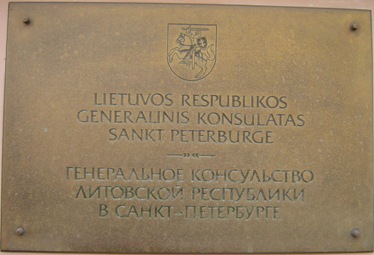 LIETUVOS RESPUBLIKOS
GENERALINIS KONSULATAS
SANKT PETERBURGE
ГЕНЕРАЛЬНОЕ КОНСУЛЬСТВО
ЛИТОВСКОЙ РЕСПУБЛИКИ
В САНКТ-ПЕТЕРБУРГЕ